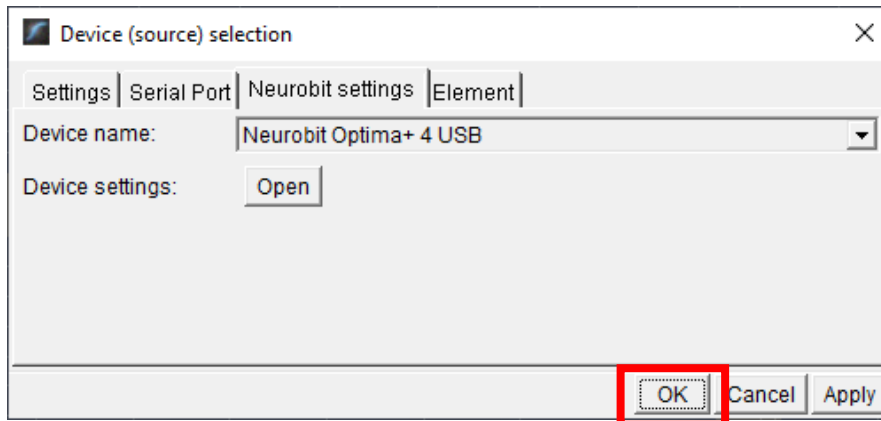 Device (source) selection
Settings Serial Port Neurobit settings Element
Device name: Neurobit Optima+ 4 USB
Device settings: Open
OK Cancel Apply